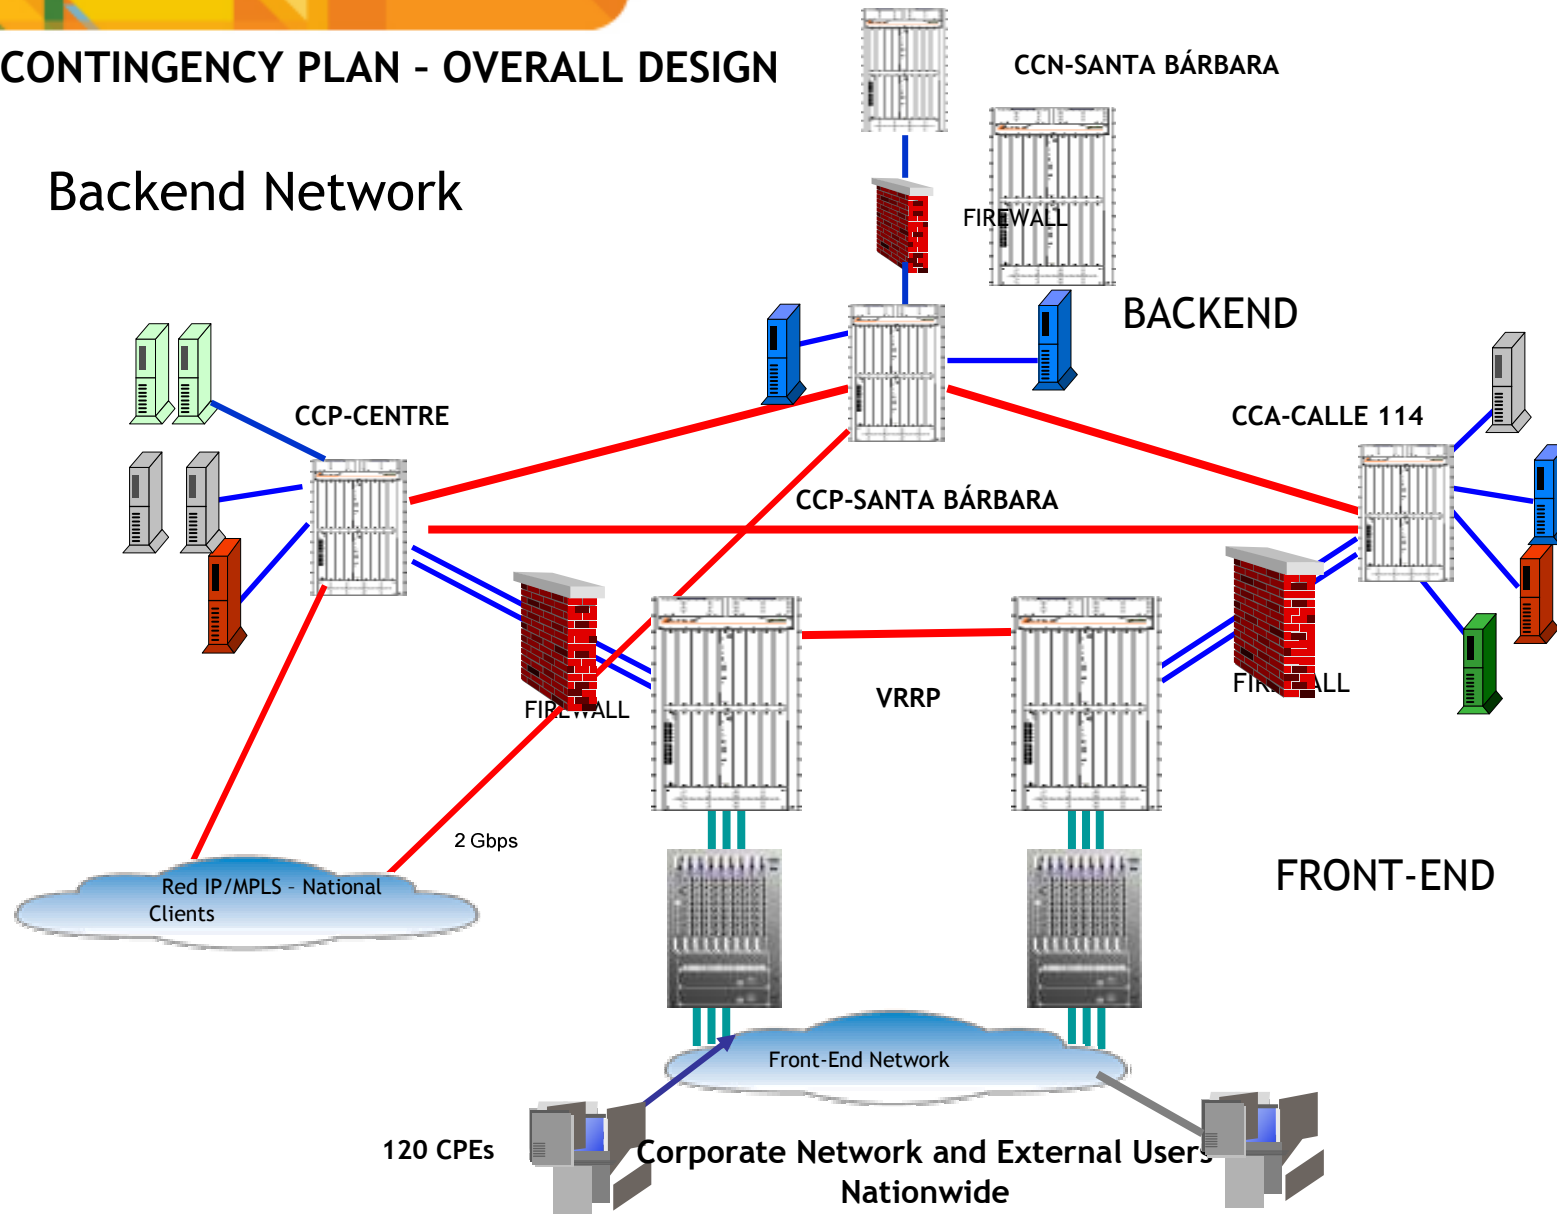 CONTINGENCY PLAN – OVERALL DESIGN
CCN-SANTA BÁRBARA
Backend Network
FIREWALL
BACKEND
CCP-CENTRE
CCA-CALLE 114
CCP-SANTA BÁRBARA
FIREWALL
VRRP
FIREWALL
2 Gbps
Red IP/MPLS – National
Clients
FRONT-END
Front-End Network
120 CPEs
Corporate Network and External Users
Nationwide